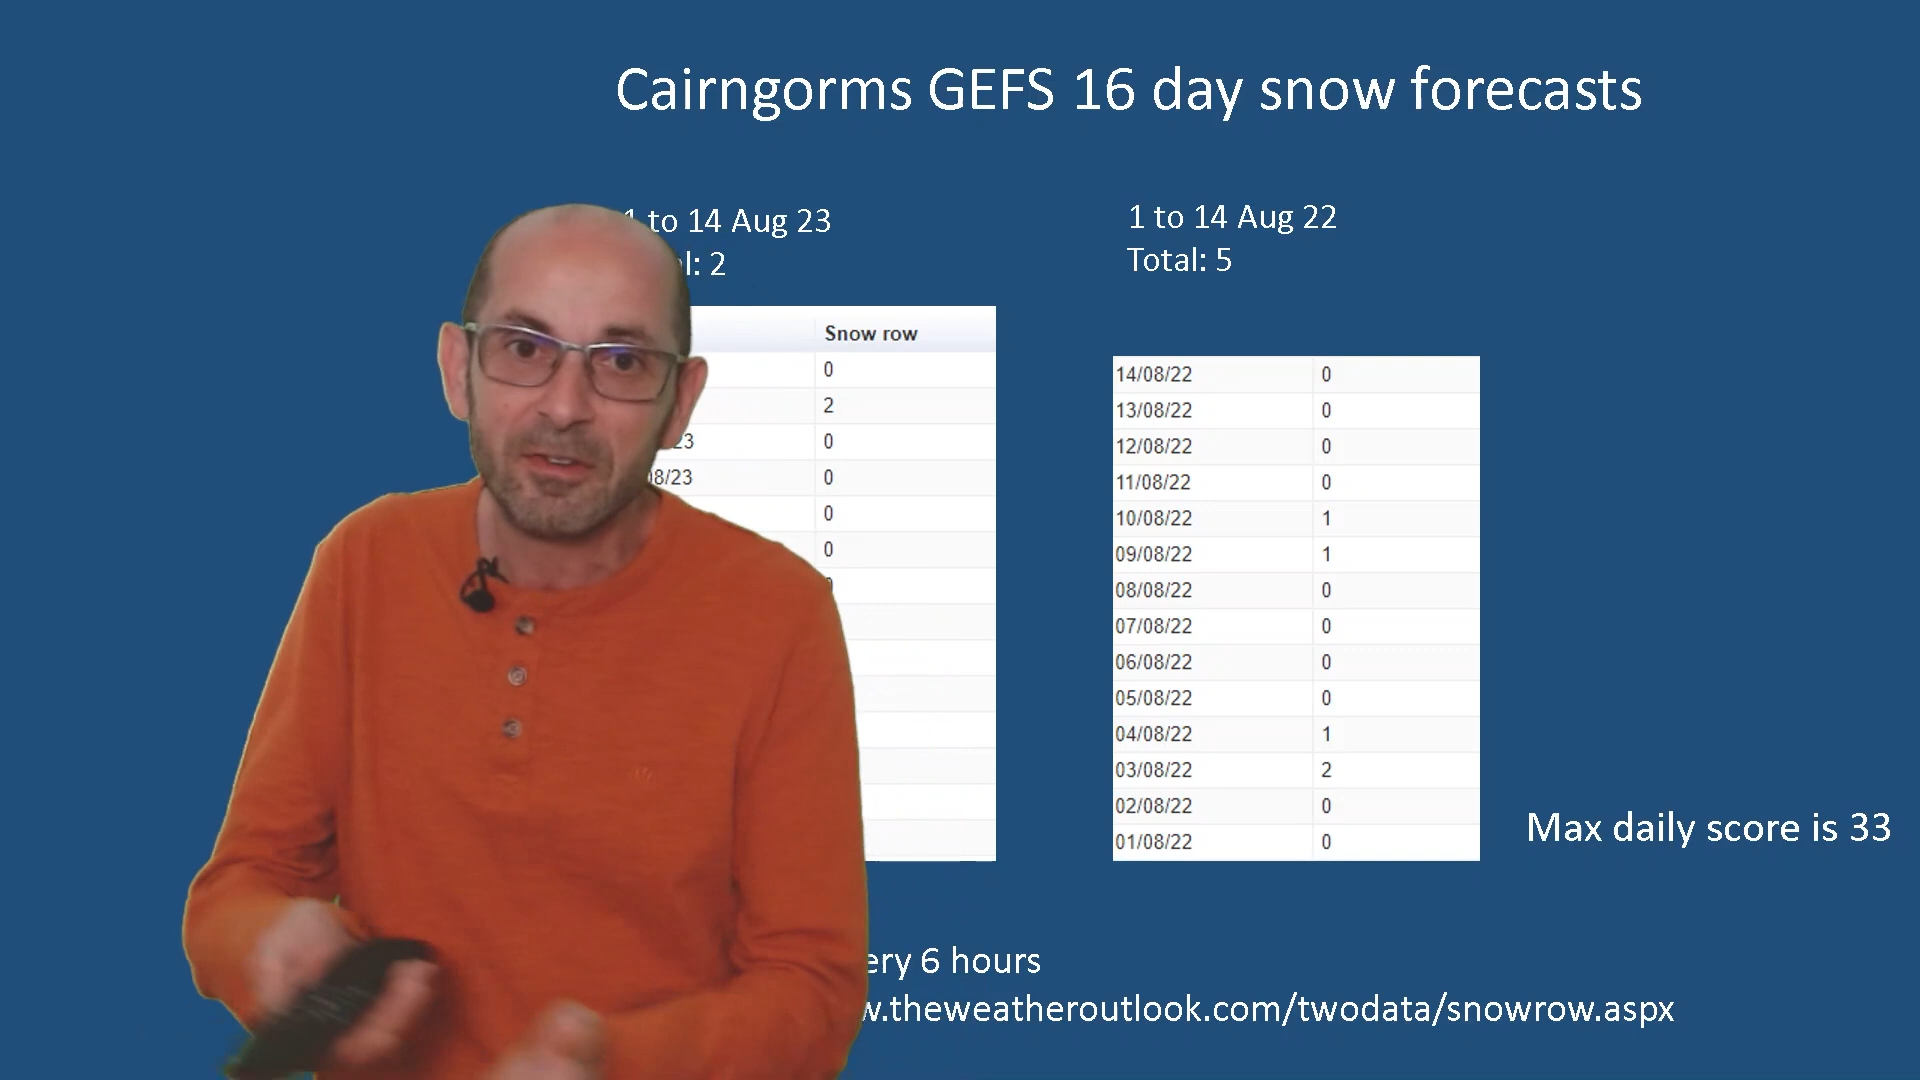 Cairngorms GEFS 16 day snow forecasts
1 to 14 Aug 23
2
1 to 14 Aug 22
Total: 5
Snow row
0
2
0
0
0
0
14/08/22 0
13/08/22 0
12/08/22 0
11/08/22 0
10/08/22 1
09/08/22 1
08/08/22 0
07/08/22 0
06/08/22 0
05/08/22 0
04/08/22 1
03/08/22 2
02/08/22 0
01/08/22 0
Max daily score is 33
6 hours
.theweatheroutlook.com/twodata/snowrow.aspx